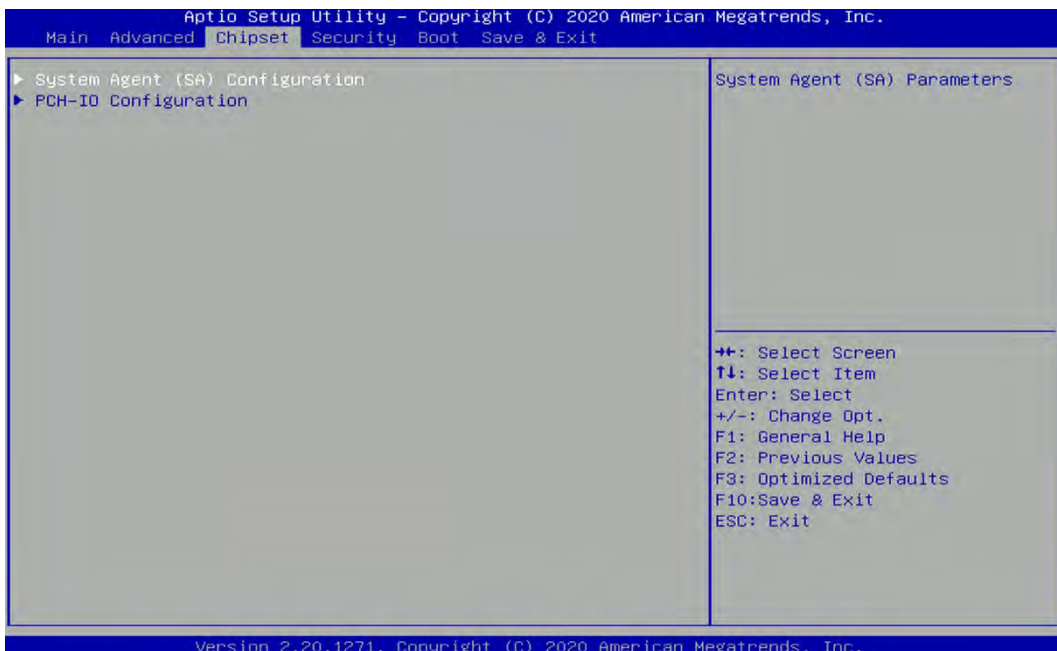 Aptio Setup Utility – Copyright (C) 2020 American Megatrends, Inc.
Main Advanced Chipset Security Boot Save & Exit
▶ System Agent (SA) Configuration
▶ PCH-IO Configuration
System Agent (SA) Parameters
→←: Select Screen
↑↓: Select Item
Enter: Select
+/-: Change Opt.
F1: General Help
F2: Previous Values
F3: Optimized Defaults
F10:Save & Exit
ESC: Exit
Version 2.20.1271. Copyright (C) 2020 American Megatrends, Inc.